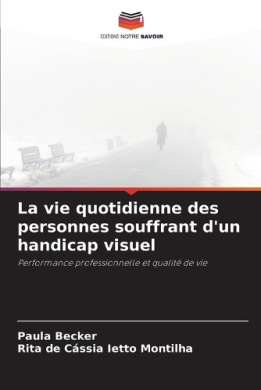 EDITIONS NOTRE SAVOIR
La vie quotidienne des
personnes souffrant d'un
handicap visuel
Performance professionnelle et qualité de vie
Paula Becker
Rita de Cássia Ietto Montilha